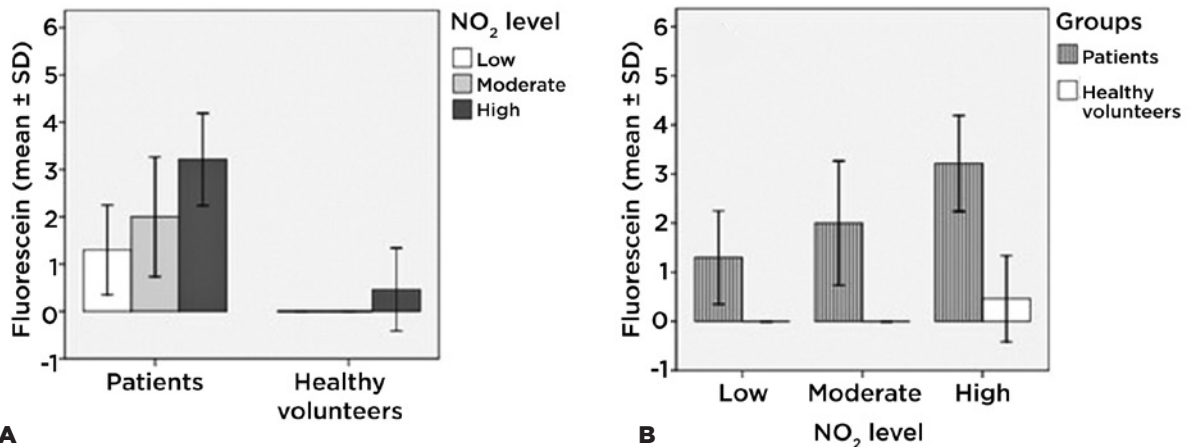 Fluorescein (mean ± SD)
6
5
4
3
2
1
0
-1
Patients
Healthy
volunteers
NO2 level
Low
Moderate
High
A
Fluorescein (mean ± SD)
6
5
4
3
2
1
0
-1
Low
Moderate
High
NO2 level
Groups
Patients
Healthy
volunteers
B